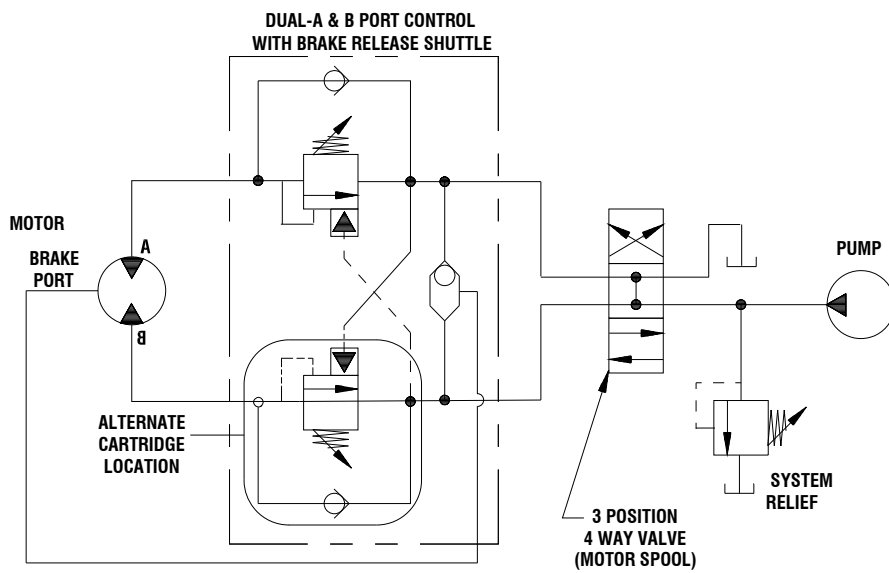 DUAL-A & B PORT CONTROL
WITH BRAKE RELEASE SHUTTLE
MOTOR
BRAKE
PORT
A
B
PUMP
ALTERNATE
CARTRIDGE
LOCATION
SYSTEM
RELIEF
3 POSITION
4 WAY VALVE
(MOTOR SPOOL)